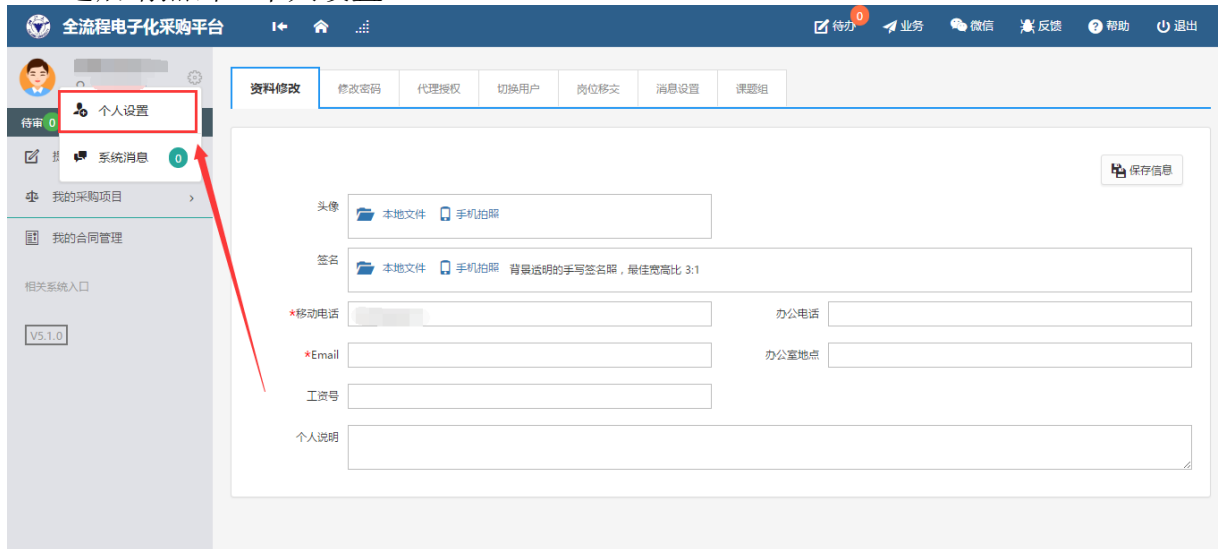 全流程电子化采购平台 待办 0 业务 微信 反馈 帮助 退出
资料修改 修改密码 代理授权 切换用户 岗位移交 消息设置 课题组
个人设置
待审 0
系统消息 0
保存信息
我的采购项目
头像 本地文件 手机拍照
我的合同管理
签名 本地文件 手机拍照 背景透明的手写签名照，最佳宽高比 3:1
相关系统入口
*移动电话 办公电话
V5.1.0
*Email 办公室地点
工资号
个人说明